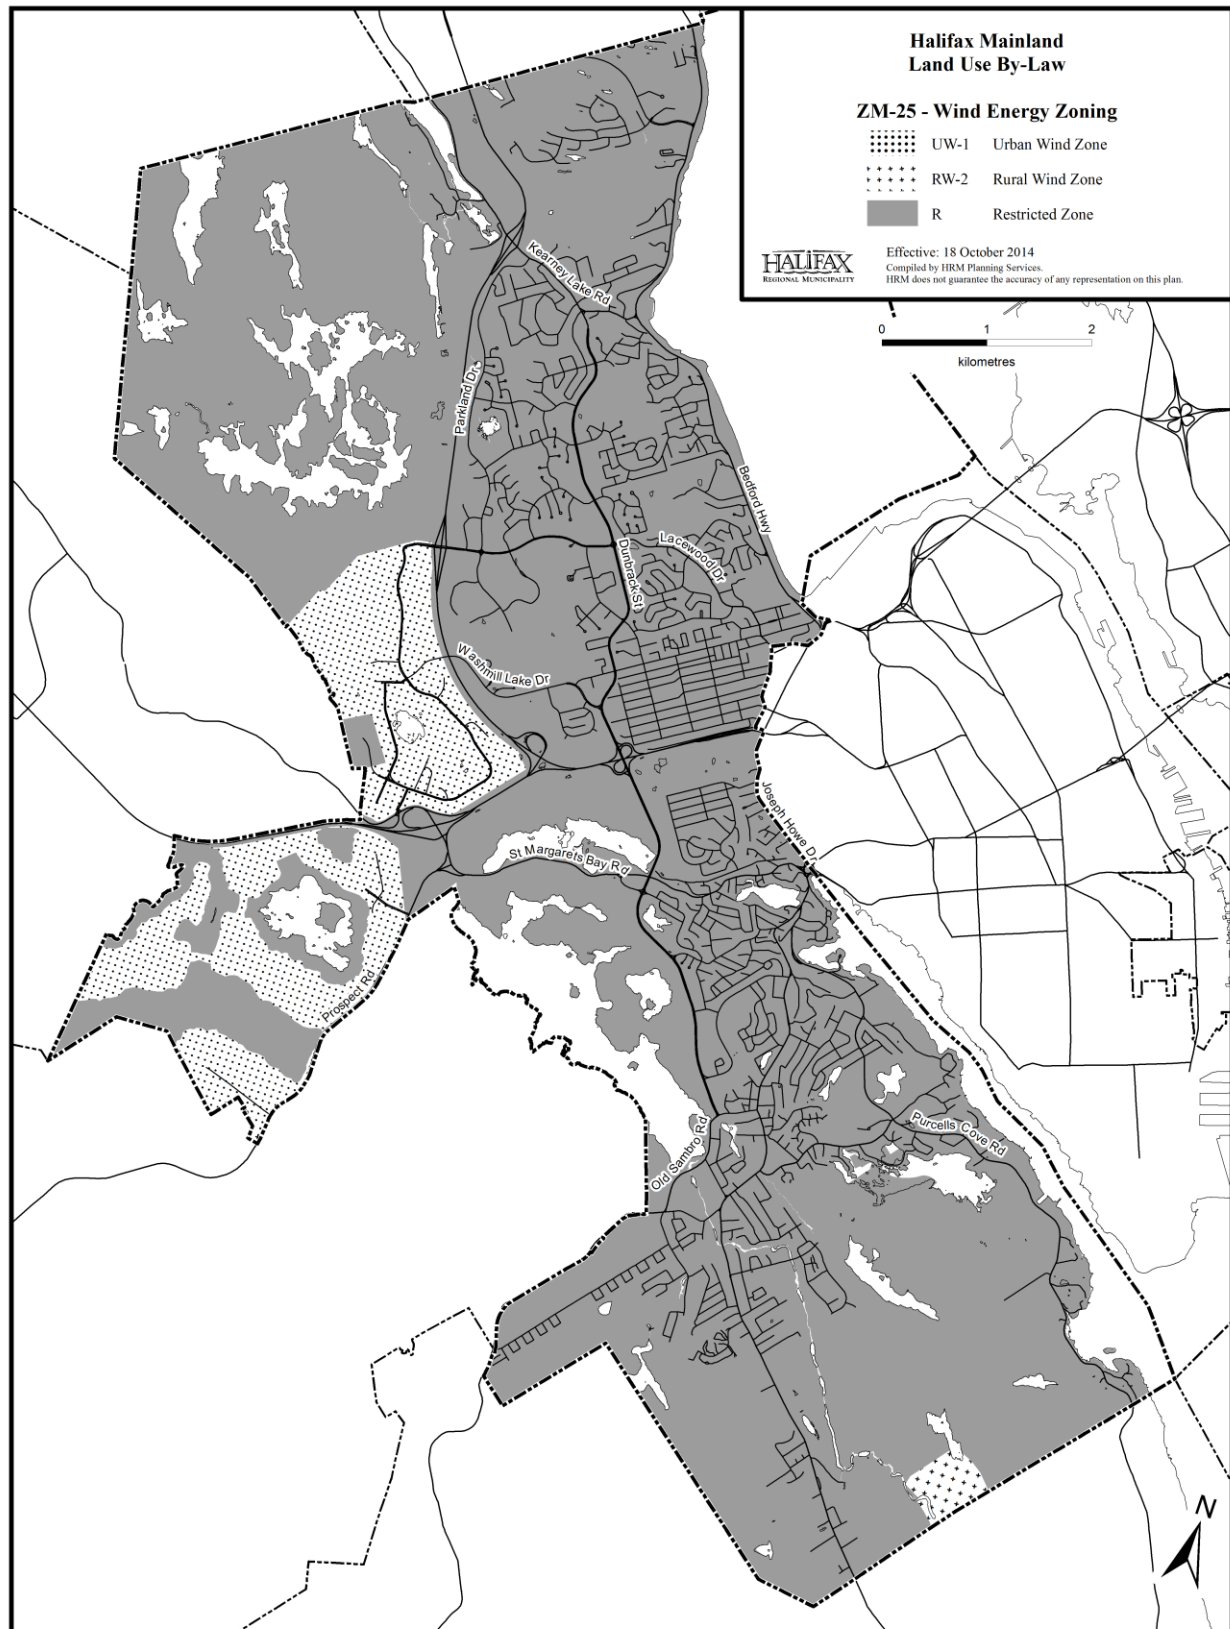 Halifax Mainland
Land Use By-Law
ZM-25 - Wind Energy Zoning
UW-1 Urban Wind Zone
RW-2 Rural Wind Zone
R Restricted Zone
HALIFAX
REGIONAL MUNICIPALITY
Effective: 18 October 2014
Compiled by HRM Planning Services.
HRM does not guarantee the accuracy of any representation on this plan.
0 1 2
kilometres
Kearney Lake Rd
Parkland Dr
Bedford Hwy
Lacewood Dr
Dunbrack St
Washmill Lake Dr
Joseph Howe Dr
St Margarets Bay Rd
Prospect Rd
Purcells Cove Rd
Old Sambro Rd
N